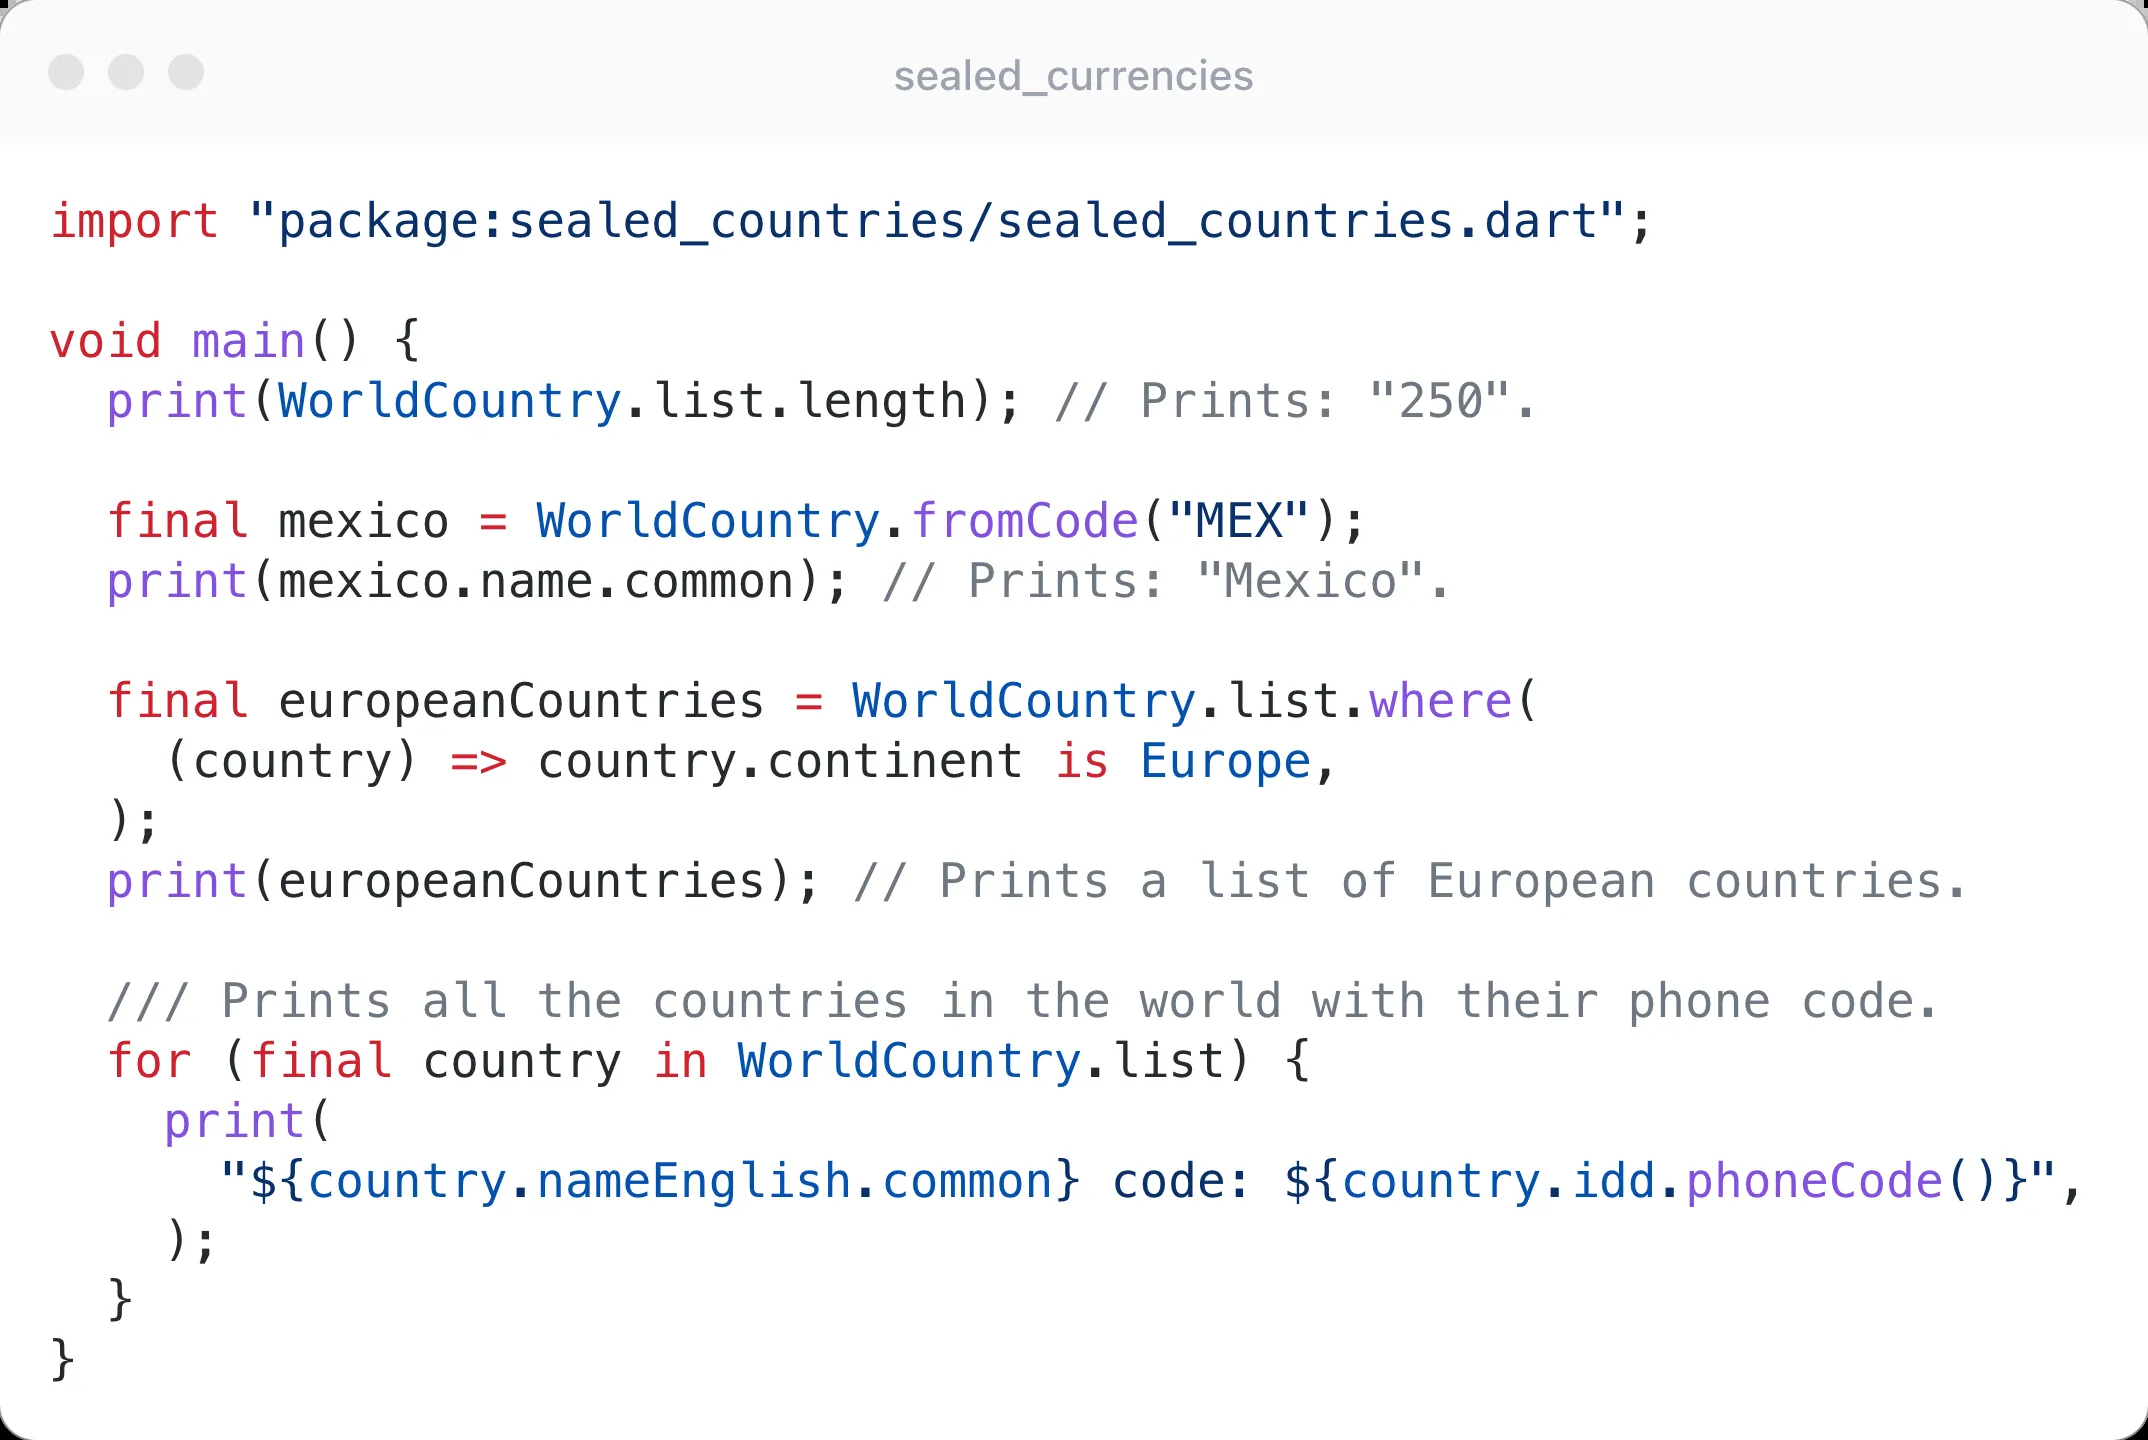 sealed_currencies
import "package:sealed_countries/sealed_countries.dart";
void main() {
  print(WorldCountry.list.length); // Prints: "250".
  final mexico = WorldCountry.fromCode("MEX");
  print(mexico.name.common); // Prints: "Mexico".
  final europeanCountries = WorldCountry.list.where(
    (country) => country.continent is Europe,
  );
  print(europeanCountries); // Prints a list of European countries.
  /// Prints all the countries in the world with their phone code.
  for (final country in WorldCountry.list) {
    print(
      "${country.nameEnglish.common} code: ${country.idd.phoneCode()}",
    );
  }
}